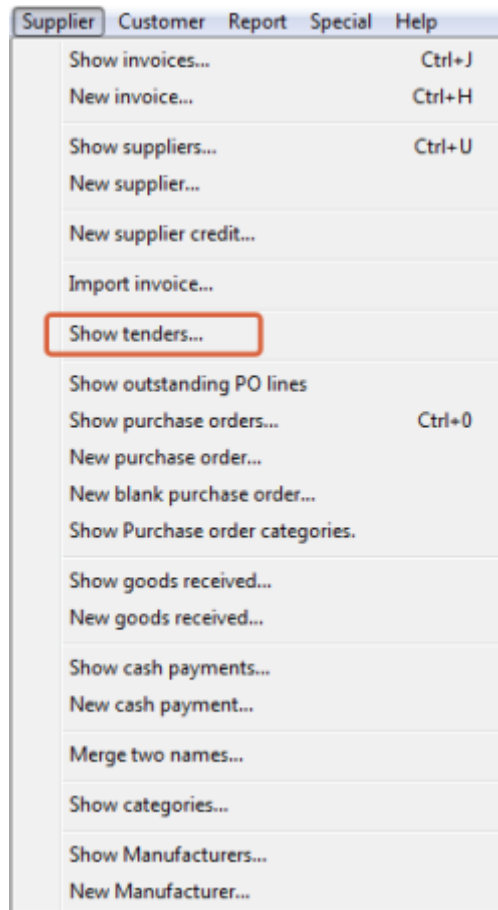 Supplier Customer Report Special Help
Show invoices... Ctrl+J
New invoice... Ctrl+H
Show suppliers... Ctrl+U
New supplier...
New supplier credit...
Import invoice...
Show tenders...
Show outstanding PO lines
Show purchase orders... Ctrl+0
New purchase order...
New blank purchase order...
Show Purchase order categories.
Show goods received...
New goods received...
Show cash payments...
New cash payment...
Merge two names...
Show categories...
Show Manufacturers...
New Manufacturer...